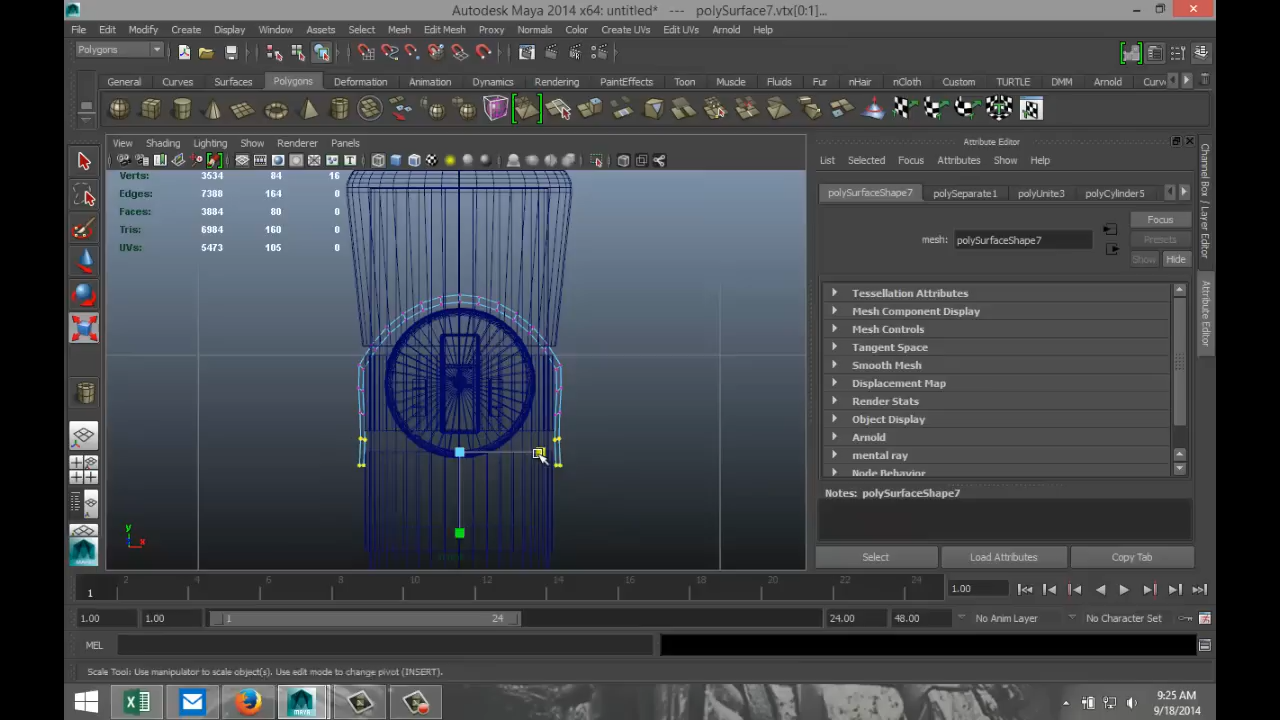 Autodesk Maya 2014 x64: untitled* --- polySurface7.vtx[0:1]...
File Edit Modify Create Display Window Assets Select Mesh Edit Mesh Proxy Normals Color Create UVs Edit UVs Arnold Help
Polygons
General Curves Surfaces Polygons Deformation Animation Dynamics Rendering PaintEffects Toon Muscle Fluids Fur nHair nCloth Custom TURTLE DMM Arnold Curv
View Shading Lighting Show Renderer Panels
Attribute Editor
List Selected Focus Attributes Show Help
Verts: 3534 84 16
Edges: 7388 164 0
Faces: 3884 80 0
Tris: 6984 160 0
UVs: 5473 105 0
polySurfaceShape7 polySeparate1 polyUnite3 polyCylinder5
Focus
mesh: polySurfaceShape7
Presets
Show Hide
Tessellation Attributes
Mesh Component Display
Mesh Controls
Tangent Space
Smooth Mesh
Displacement Map
Render Stats
Object Display
Arnold
mental ray
Node Behavior
Notes: polySurfaceShape7
Select Load Attributes Copy Tab
Channel Box / Layer Editor
Attribute Editor
y
x
2 4 6 8 10 12 14 16 18 20 22 24
1
1.00
1.00 1.00 1 24 24.00 48.00 No Anim Layer No Character Set
MEL
Scale Tool: Use manipulator to scale object(s). Use edit mode to change pivot (INSERT).
9:25 AM
9/18/2014